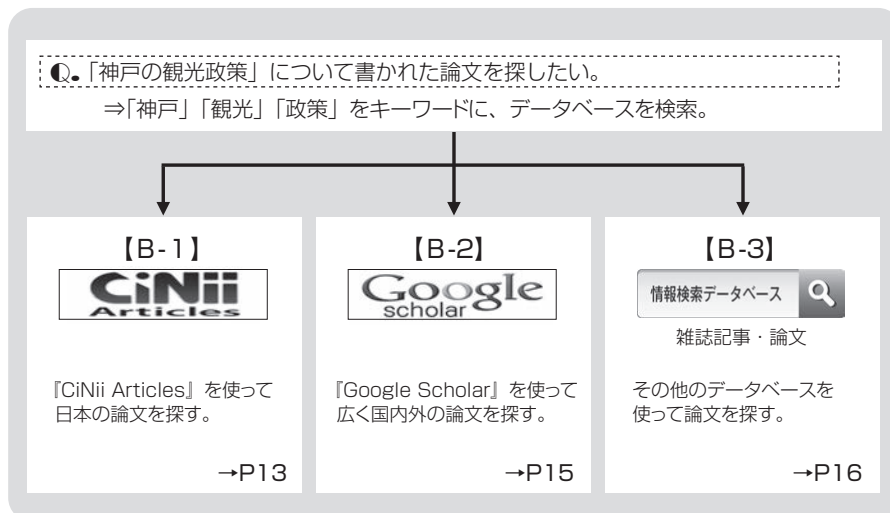 Q.「神戸の観光政策」について書かれた論文を探したい。
⇒「神戸」「観光」「政策」をキーワードに、データベースを検索。
【B-1】
CiNii
Articles
『CiNii Articles』を使って
日本の論文を探す。
→P13
【B-2】
Google
scholar
『Google Scholar』を使って
広く国内外の論文を探す。
→P15
【B-3】
情報検索データベース
雑誌記事・論文
その他のデータベースを
使って論文を探す。
→P16